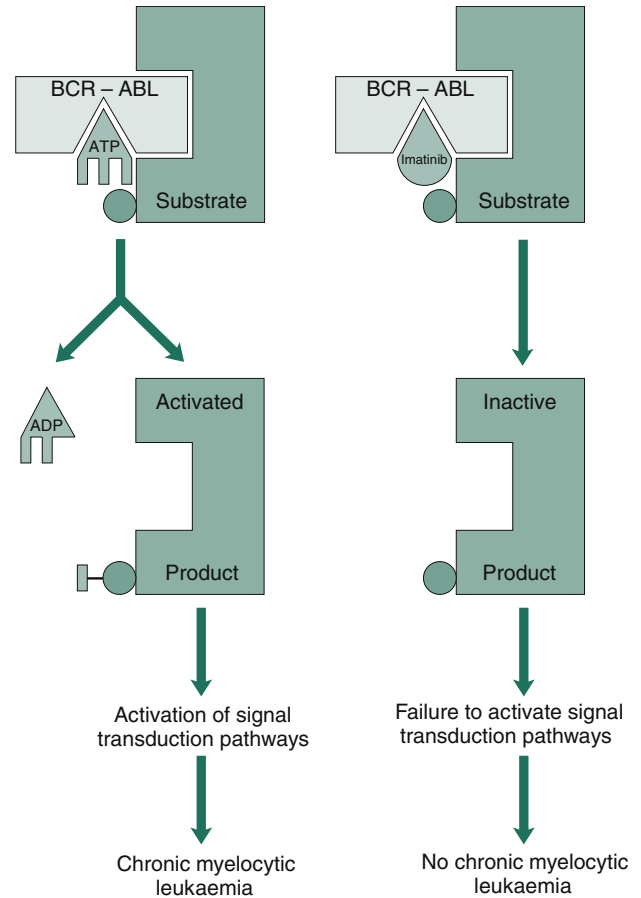 BCR – ABL
ATP
Substrate
ADP
Activated
Product
Activation of signal
transduction pathways
Chronic myelocytic
leukaemia
BCR – ABL
Imatinib
Substrate
Inactive
Product
Failure to activate signal
transduction pathways
No chronic myelocytic
leukaemia